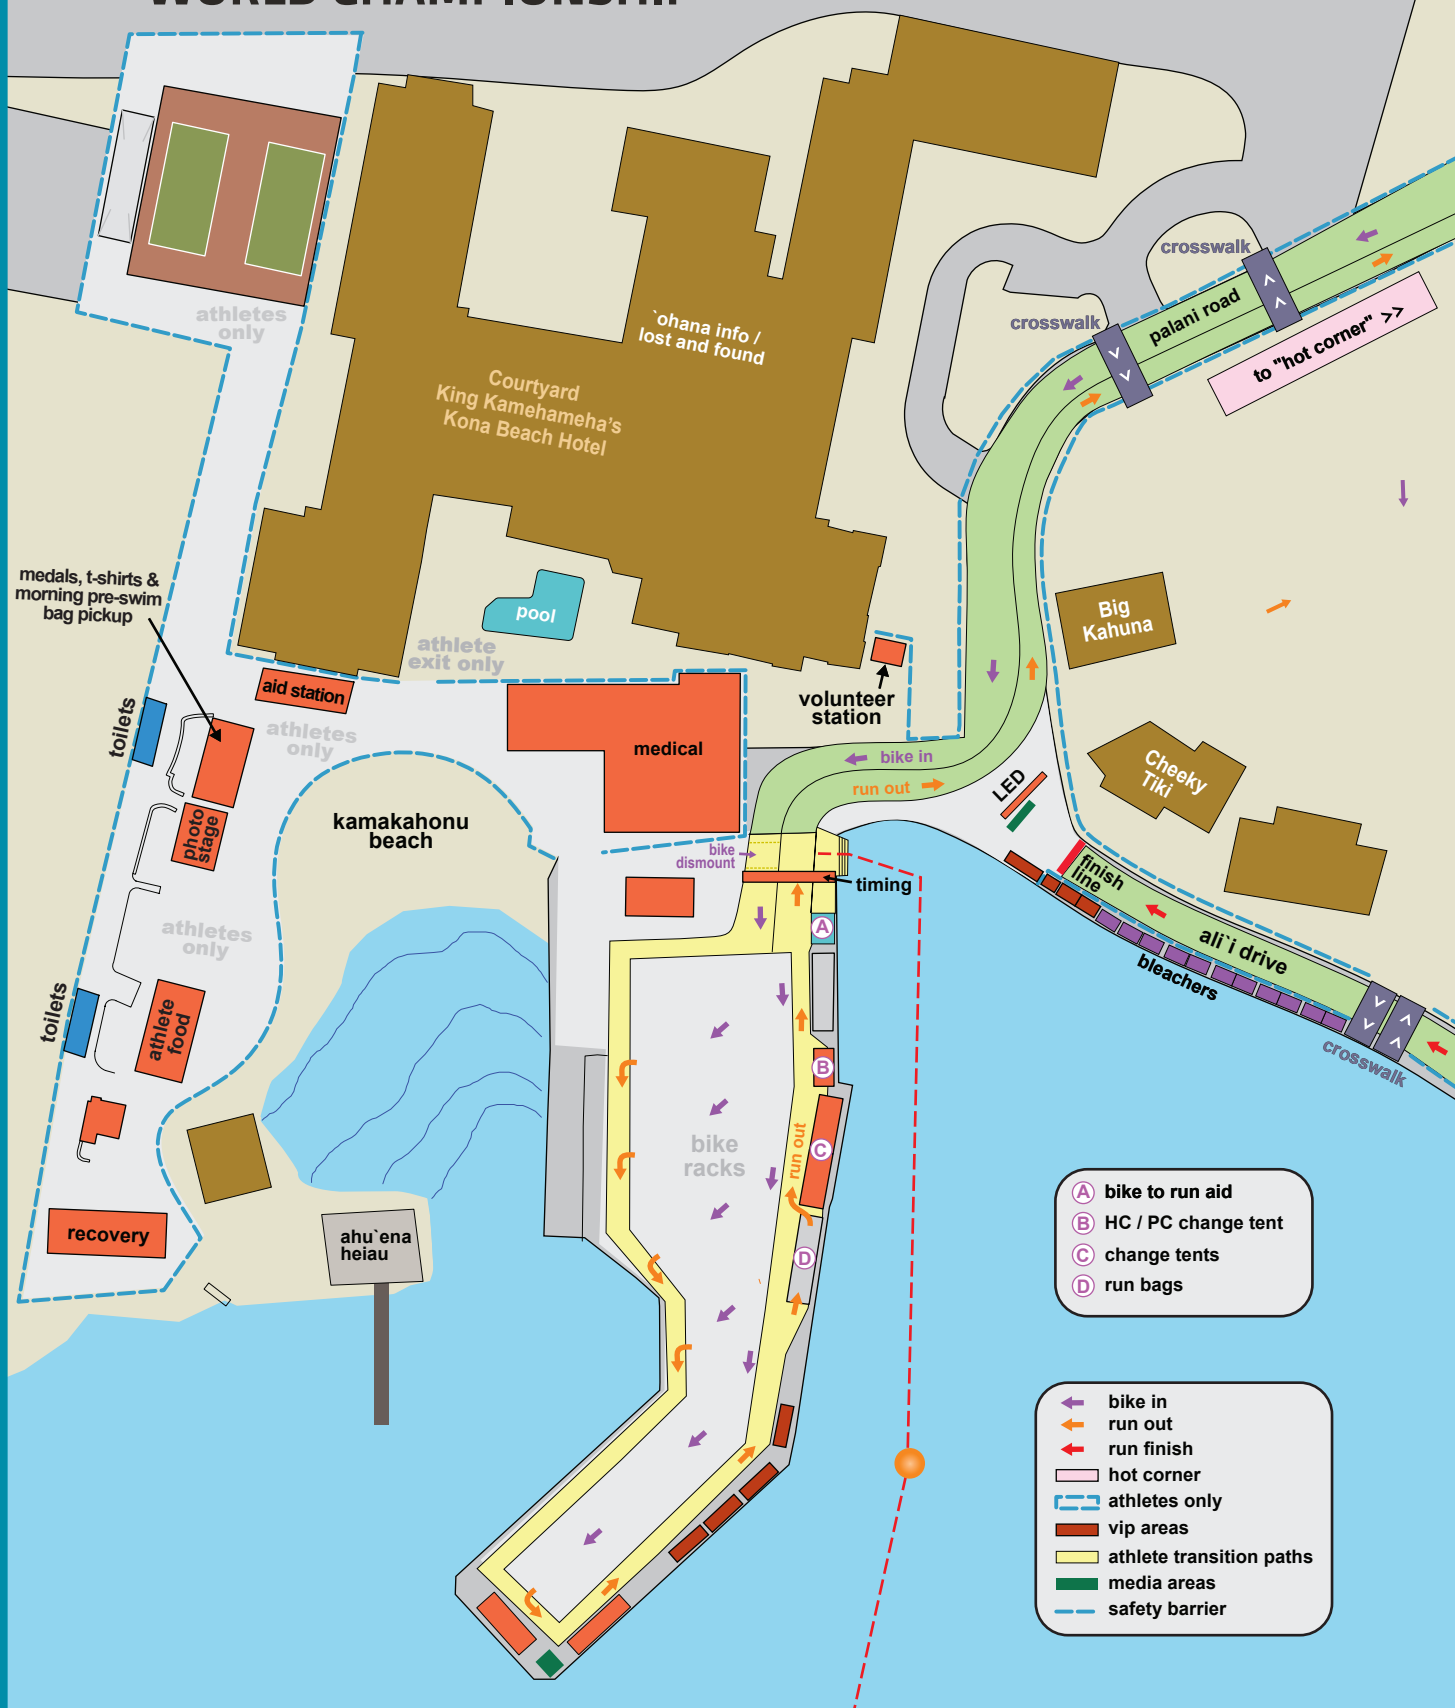 WORLD CHAMPIONSHIP
athletes
only
`ohana info /
lost and found
Courtyard
King Kamehameha's
Kona Beach Hotel
crosswalk
crosswalk
palani road
to "hot corner" >>
medals, t-shirts &
morning pre-swim
bag pickup
pool
athlete
exit only
Big
Kahuna
aid station
volunteer
station
toilets
athletes
only
medical
bike in
run out
LED
Cheeky
Tiki
photo
stage
kamakahonu
beach
bike
dismount
timing
finish
line
athletes
only
A
ali`i drive
bleachers
toilets
athlete
food
crosswalk
B
bike
racks
run out
C
D
recovery
ahu`ena
heiau
A bike to run aid
B HC / PC change tent
C change tents
D run bags
bike in
run out
run finish
hot corner
athletes only
vip areas
athlete transition paths
media areas
safety barrier